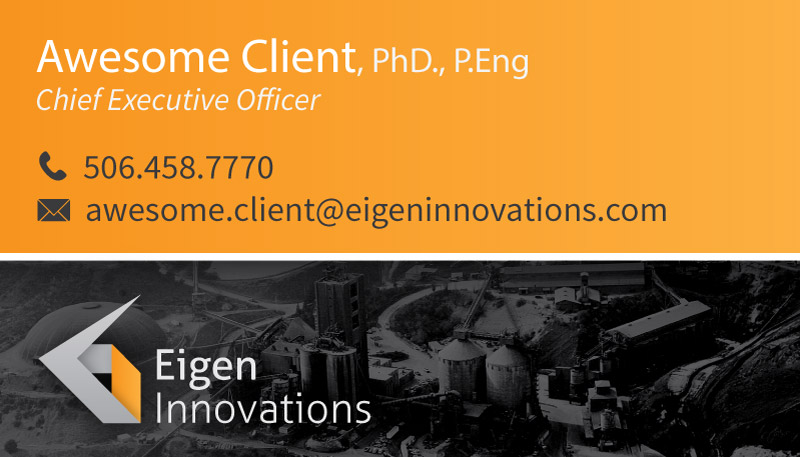 Awesome Client, PhD., P.Eng
Chief Executive Officer
506.458.7770
awesome.client@eigeninnovations.com
Eigen
Innovations